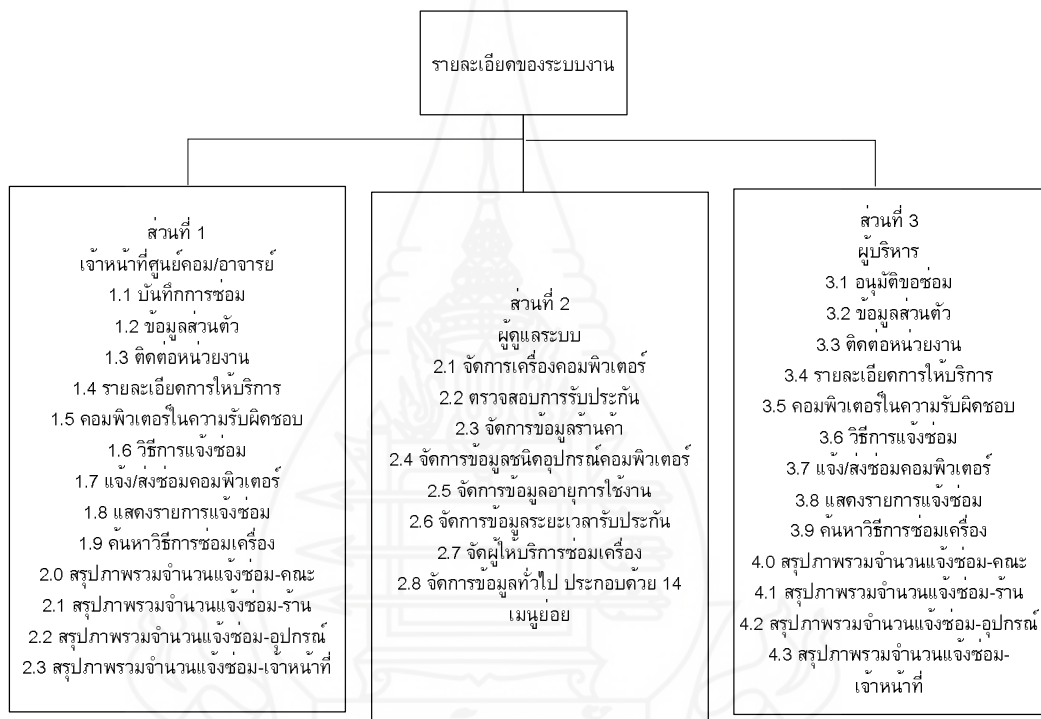 รายละเอียดของระบบงาน
ส่วนที่ 1
เจ้าหน้าที่ศูนย์คอม/อาจารย์
1.1 บันทึกการซ่อม
1.2 ข้อมูลส่วนตัว
1.3 ติดต่อหน่วยงาน
1.4 รายละเอียดการให้บริการ
1.5 คอมพิวเตอร์ในความรับผิดชอบ
1.6 วิธีการแจ้งซ่อม
1.7 แจ้ง/ส่งซ่อมคอมพิวเตอร์
1.8 แสดงรายการแจ้งซ่อม
1.9 ค้นหาวิธีการซ่อมเครื่อง
2.0 สรุปภาพรวมจำนวนแจ้งซ่อม-คณะ
2.1 สรุปภาพรวมจำนวนแจ้งซ่อม-ร้าน
2.2 สรุปภาพรวมจำนวนแจ้งซ่อม-อุปกรณ์
2.3 สรุปภาพรวมจำนวนแจ้งซ่อม-เจ้าหน้าที่
ส่วนที่ 2
ผู้ดูแลระบบ
2.1 จัดการเครื่องคอมพิวเตอร์
2.2 ตรวจสอบการรับประกัน
2.3 จัดการข้อมูลร้านค้า
2.4 จัดการข้อมูลชนิดอุปกรณ์คอมพิวเตอร์
2.5 จัดการข้อมูลอายุการใช้งาน
2.6 จัดการข้อมูลระยะเวลารับประกัน
2.7 จัดผู้ให้บริการซ่อมเครื่อง
2.8 จัดการข้อมูลทั่วไป ประกอบด้วย 14
เมนูย่อย
ส่วนที่ 3
ผู้บริหาร
3.1 อนุมัติขอซ่อม
3.2 ข้อมูลส่วนตัว
3.3 ติดต่อหน่วยงาน
3.4 รายละเอียดการให้บริการ
3.5 คอมพิวเตอร์ในความรับผิดชอบ
3.6 วิธีการแจ้งซ่อม
3.7 แจ้ง/ส่งซ่อมคอมพิวเตอร์
3.8 แสดงรายการแจ้งซ่อม
3.9 ค้นหาวิธีการซ่อมเครื่อง
4.0 สรุปภาพรวมจำนวนแจ้งซ่อม-คณะ
4.1 สรุปภาพรวมจำนวนแจ้งซ่อม-ร้าน
4.2 สรุปภาพรวมจำนวนแจ้งซ่อม-อุปกรณ์
4.3 สรุปภาพรวมจำนวนแจ้งซ่อม-
เจ้าหน้าที่